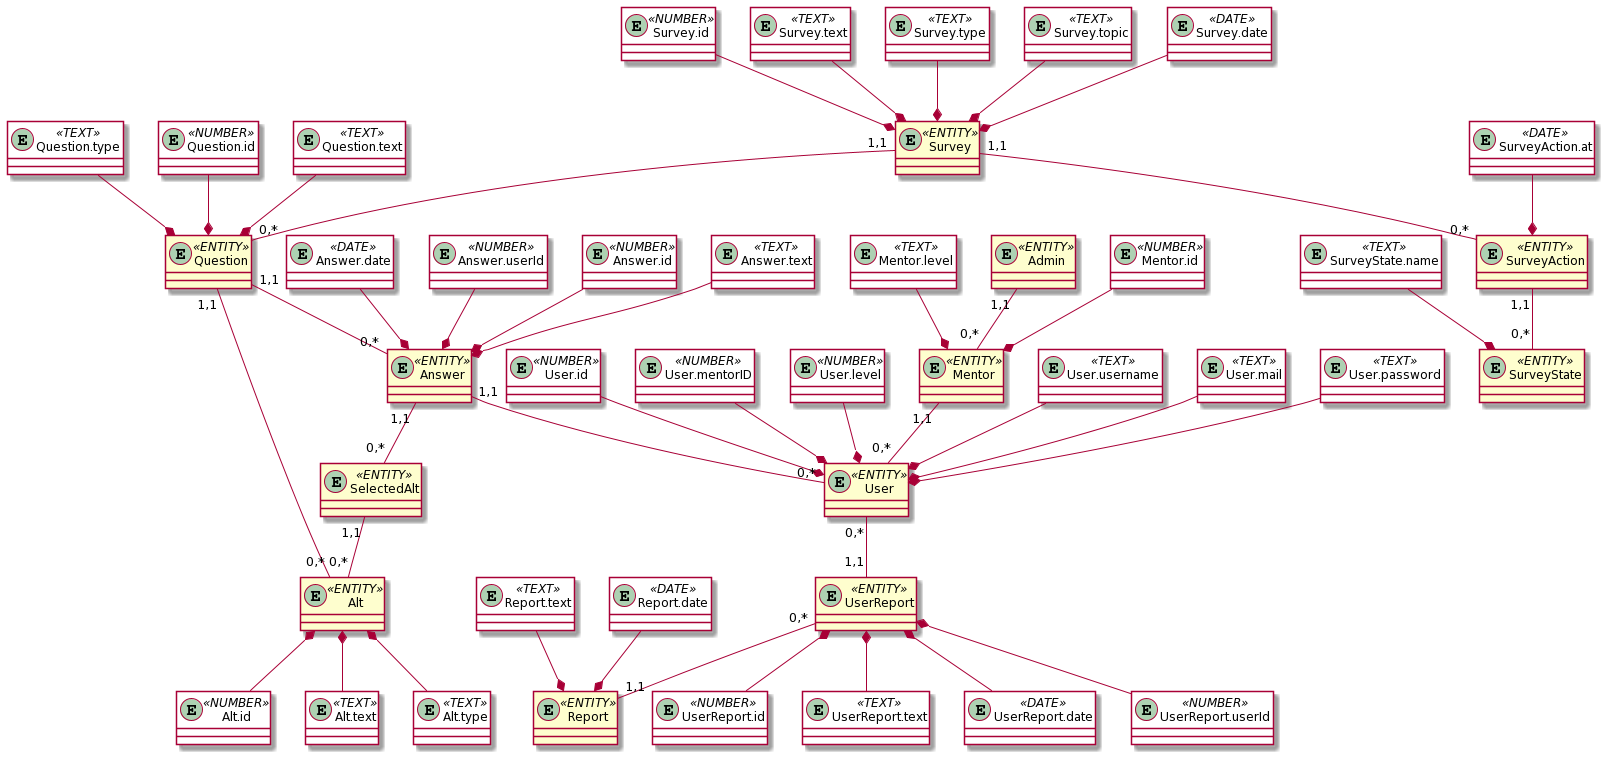 E «NUMBER»
Survey.id
E «TEXT»
Survey.text
E «TEXT»
Survey.type
E «TEXT»
Survey.topic
E «DATE»
Survey.date
E «TEXT»
Question.type
E «NUMBER»
Question.id
E «TEXT»
Question.text
1,1
E «ENTITY»
Survey
1,1
E «DATE»
SurveyAction.at
0,*
0,*
E «ENTITY»
Question
1,1
1,1
E «DATE»
Answer.date
E «NUMBER»
Answer.userId
E «NUMBER»
Answer.id
E «TEXT»
Answer.text
E «TEXT»
Mentor.level
E «ENTITY»
Admin
1,1
E «NUMBER»
Mentor.id
E «TEXT»
SurveyState.name
E «ENTITY»
SurveyAction
1,1
0,*
0,*
0,*
E «ENTITY»
Answer
1,1
1,1
E «NUMBER»
User.id
E «NUMBER»
User.mentorID
E «NUMBER»
User.level
E «ENTITY»
Mentor
1,1
E «TEXT»
User.username
E «TEXT»
User.mail
E «TEXT»
User.password
E «ENTITY»
SurveyState
0,*
0,*
0,*
E «ENTITY»
SelectedAlt
1,1
E «ENTITY»
User
0,*
0,*
0,*
1,1
E «ENTITY»
Alt
E «TEXT»
Report.text
E «DATE»
Report.date
E «ENTITY»
UserReport
0,*
1,1
E «NUMBER»
Alt.id
E «TEXT»
Alt.text
E «TEXT»
Alt.type
E «ENTITY»
Report
E «NUMBER»
UserReport.id
E «TEXT»
UserReport.text
E «DATE»
UserReport.date
E «NUMBER»
UserReport.userId